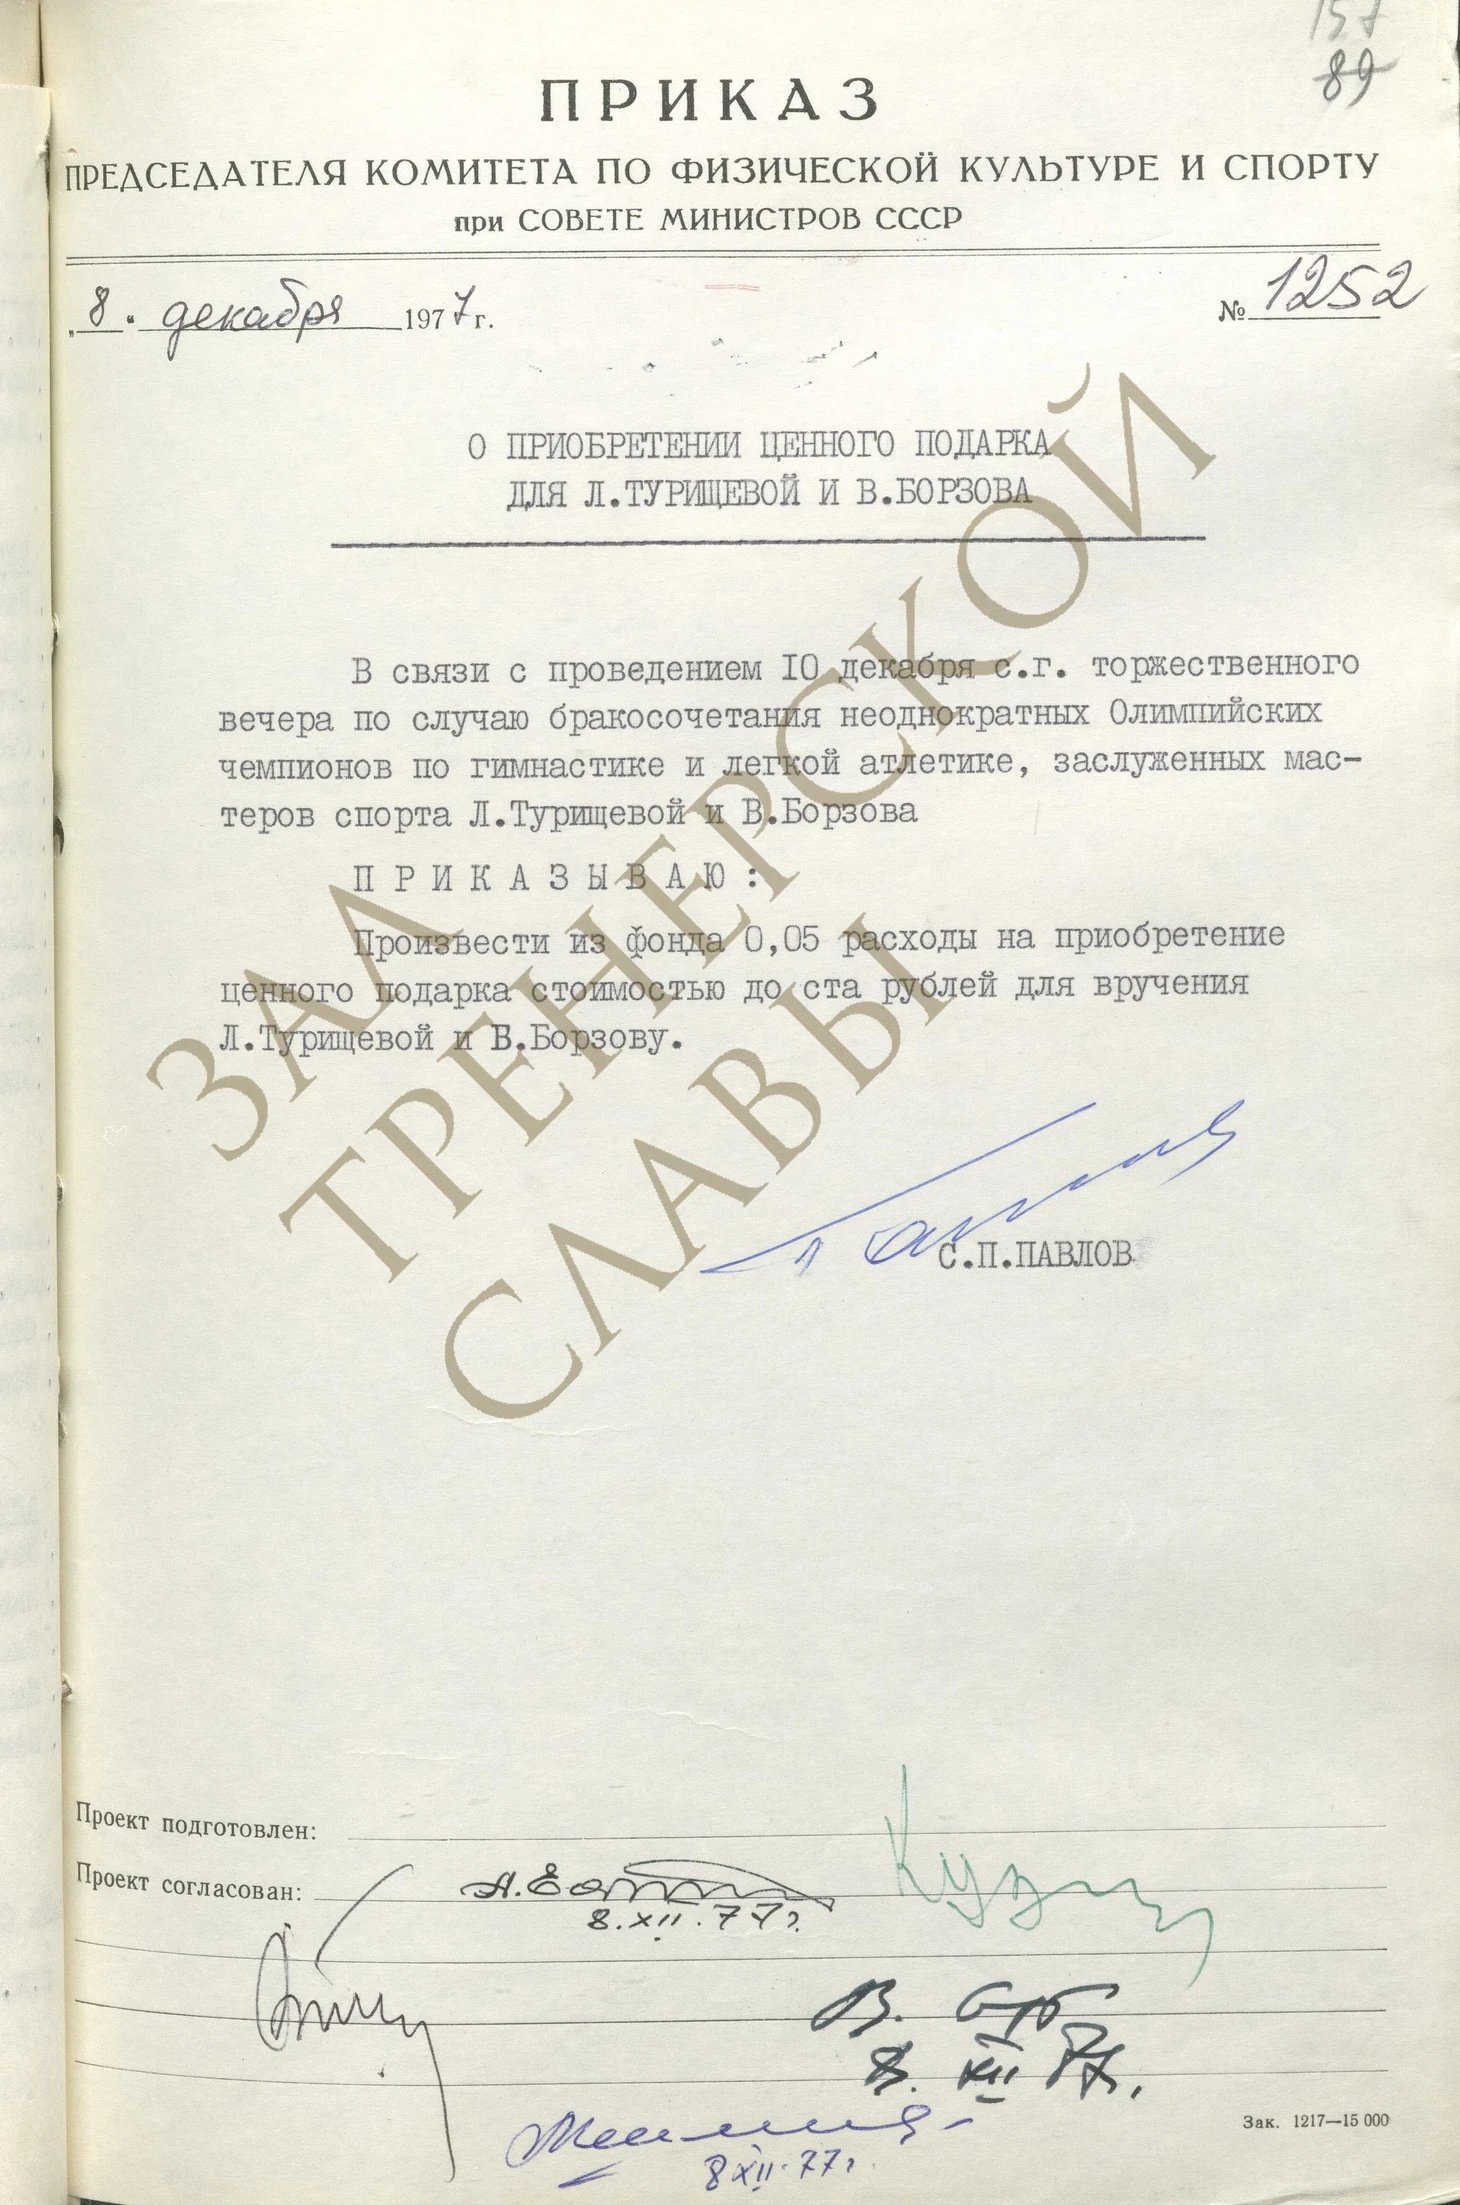 157
89
ПРИКАЗ
ПРЕДСЕДАТЕЛЯ КОМИТЕТА ПО ФИЗИЧЕСКОЙ КУЛЬТУРЕ И СПОРТУ
при СОВЕТЕ МИНИСТРОВ СССР
„8." декабря 1977 г.
№ 1252
О ПРИОБРЕТЕНИИ ЦЕННОГО ПОДАРКА
ДЛЯ Л.ТУРИЩЕВОЙ И В.БОРЗОВА
В связи с проведением 10 декабря с.г. торжественного
вечера по случаю бракосочетания неоднократных Олимпийских
чемпионов по гимнастике и легкой атлетике, заслуженных мас-
теров спорта Л.Турищевой и В.Борзова
П Р И К А З Ы В А Ю :
Произвести из фонда 0,05 расходы на приобретение
ценного подарка стоимостью до ста рублей для вручения
Л.Турищевой и В.Борзову.
С.П.ПАВЛОВ
ЗАЛ
ТРЕНЕРСКОЙ
СЛАВЫ
Проект подготовлен:
Проект согласован:
8.XII.77г.
8. XII 77.
Зак. 1217—15 000
8 XII.77г.